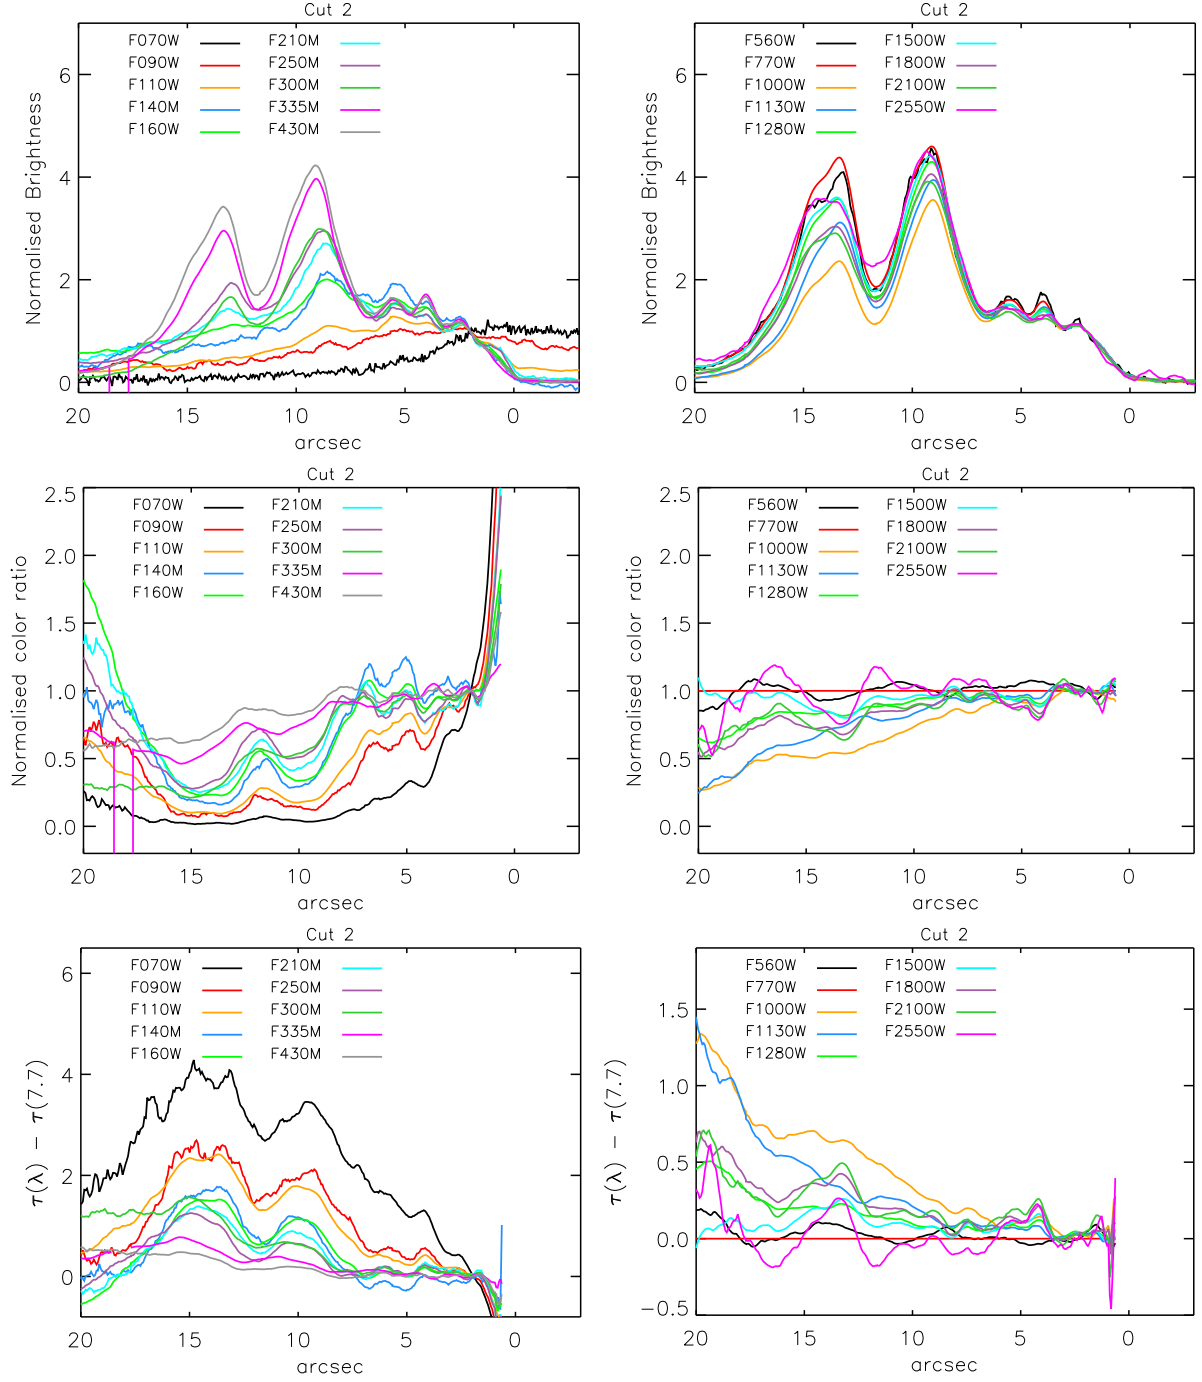 Cut 2
F070W F210M
F090W F250M
F110W F300M
F140M F335M
F160W F430M
Normalised Brightness
6
4
2
0
20 15 10 5 0
arcsec
Cut 2
F560W F1500W
F770W F1800W
F1000W F2100W
F1130W F2550W
F1280W
Normalised Brightness
6
4
2
0
20 15 10 5 0
arcsec
Cut 2
F070W F210M
F090W F250M
F110W F300M
F140M F335M
F160W F430M
Normalised color ratio
2.5
2.0
1.5
1.0
0.5
0.0
20 15 10 5 0
arcsec
Cut 2
F560W F1500W
F770W F1800W
F1000W F2100W
F1130W F2550W
F1280W
Normalised color ratio
2.5
2.0
1.5
1.0
0.5
0.0
20 15 10 5 0
arcsec
Cut 2
F070W F210M
F090W F250M
F110W F300M
F140M F335M
F160W F430M
τ(λ) − τ(7.7)
6
4
2
0
20 15 10 5 0
arcsec
Cut 2
F560W F1500W
F770W F1800W
F1000W F2100W
F1130W F2550W
F1280W
τ(λ) − τ(7.7)
1.5
1.0
0.5
0.0
−0.5
20 15 10 5 0
arcsec